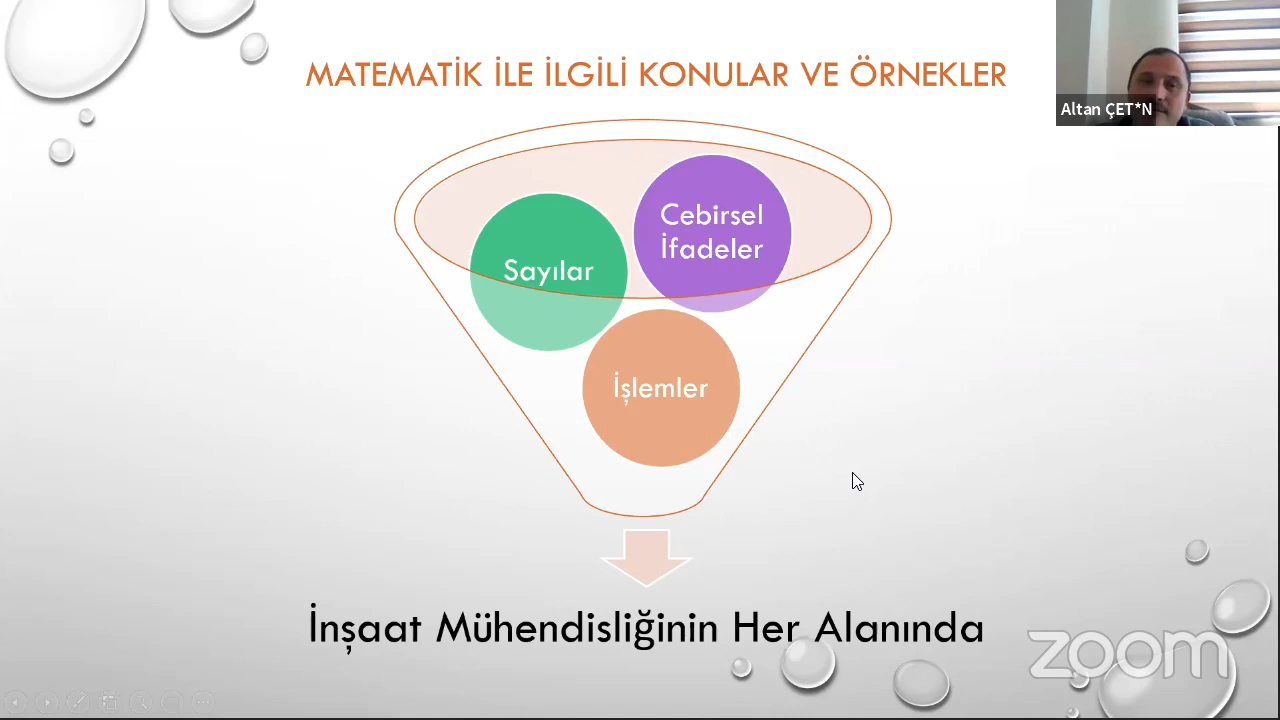 MATEMATİK İLE İLGİLİ KONULAR VE ÖRNEKLER
Altan ÇET*N
Cebirsel
İfadeler
Sayılar
İşlemler
İnşaat Mühendisliğinin Her Alanında
zoom